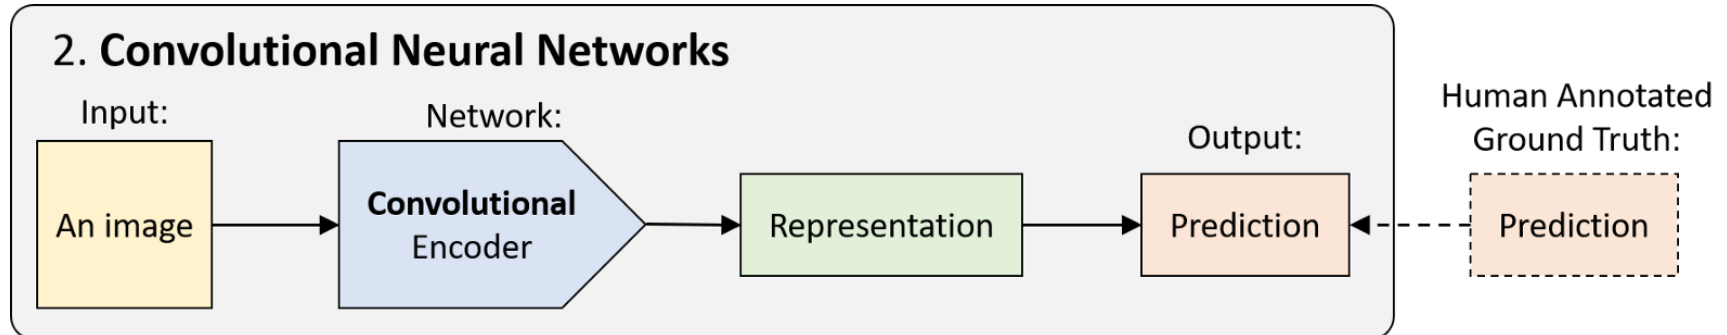 2. Convolutional Neural Networks
Input:
An image
Network:
Convolutional
Encoder
Representation
Output:
Prediction
Human Annotated
Ground Truth:
Prediction